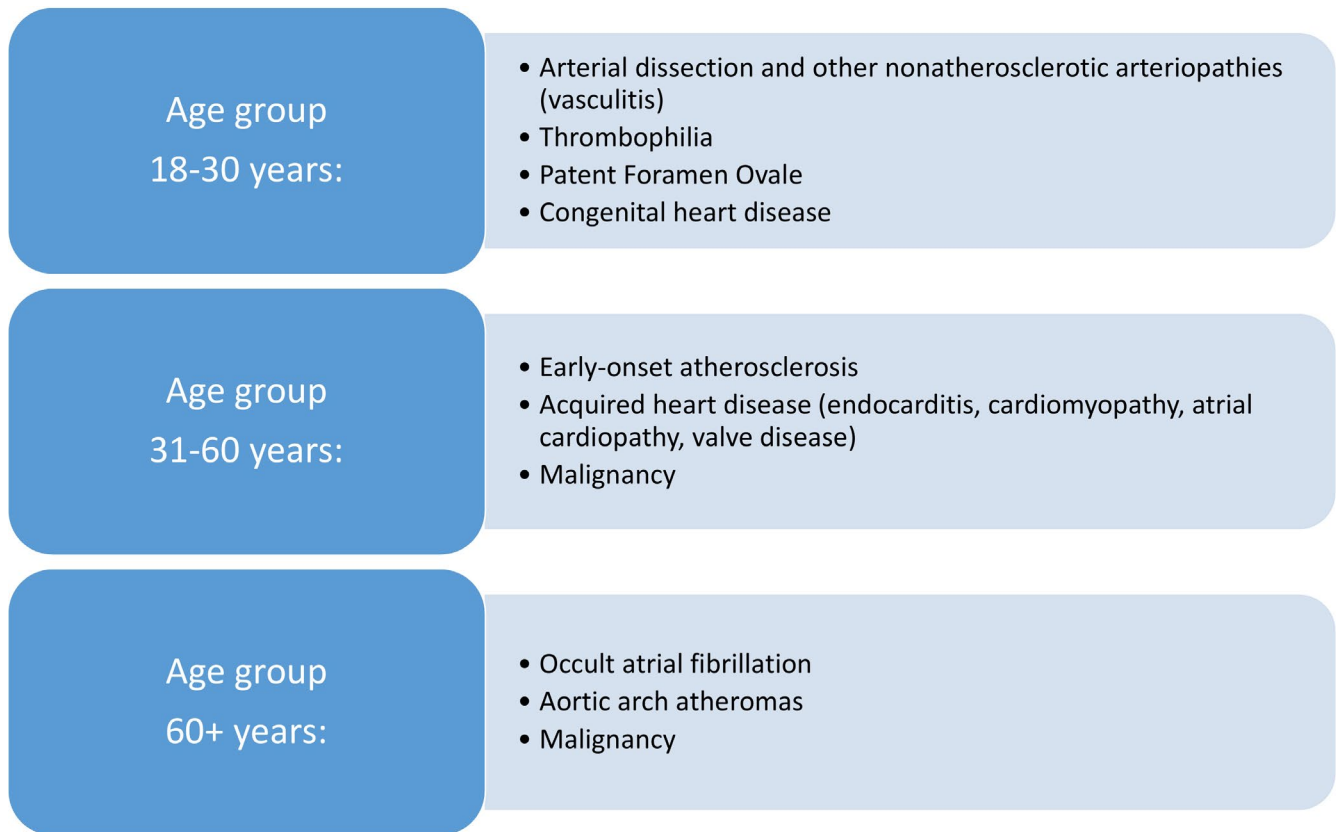 Age group
18-30 years:
• Arterial dissection and other nonatherosclerotic arteriopathies
(vasculitis)
• Thrombophilia
• Patent Foramen Ovale
• Congenital heart disease
Age group
31-60 years:
• Early-onset atherosclerosis
• Acquired heart disease (endocarditis, cardiomyopathy, atrial
cardiopathy, valve disease)
• Malignancy
Age group
60+ years:
• Occult atrial fibrillation
• Aortic arch atheromas
• Malignancy